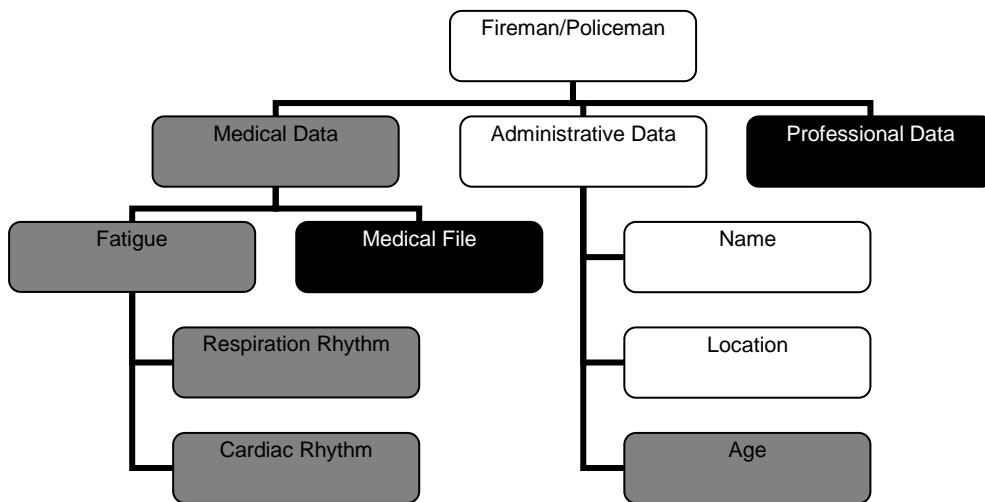 Fireman/Policeman
Medical Data
Administrative Data
Professional Data
Fatigue
Medical File
Name
Respiration Rhythm
Location
Cardiac Rhythm
Age